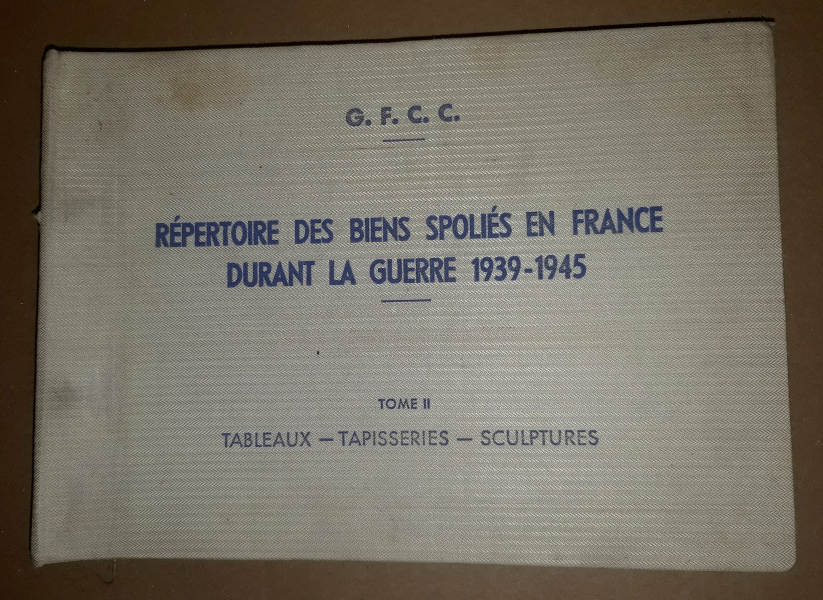 G. F. C. C.
RÉPERTOIRE DES BIENS SPOLIÉS EN FRANCE
DURANT LA GUERRE 1939-1945
TOME II
TABLEAUX — TAPISSERIES — SCULPTURES